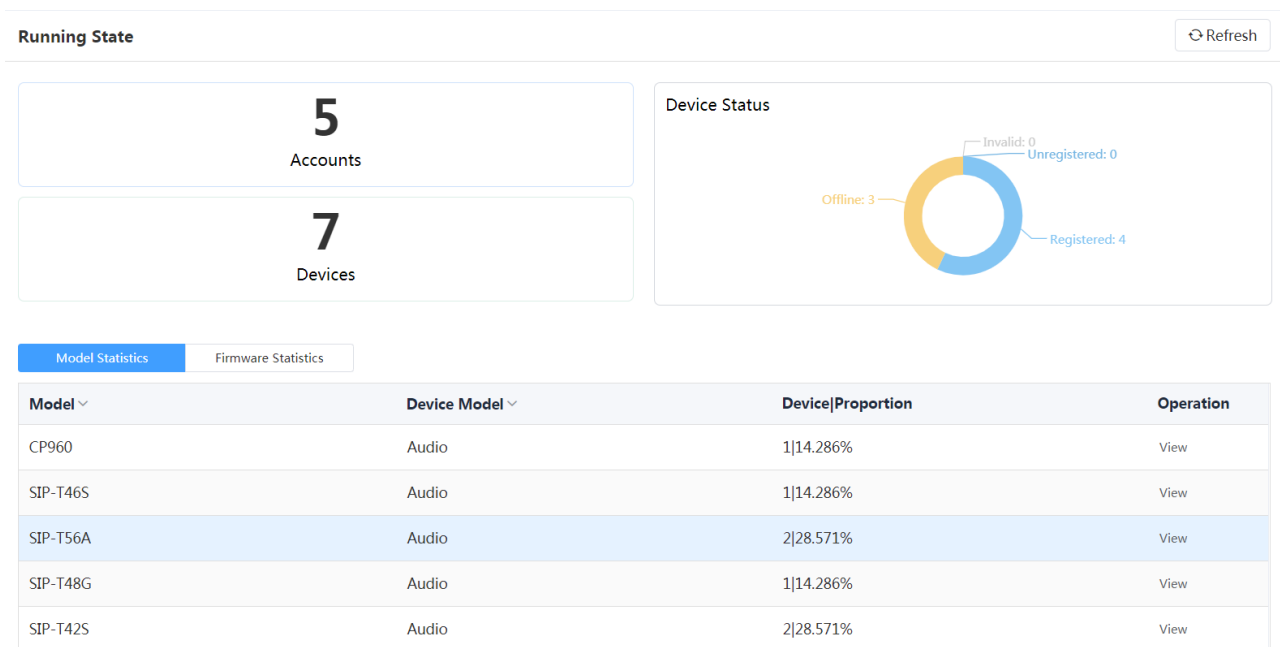 Running State
Refresh
5
Accounts
7
Devices
Device Status
Invalid: 0
Unregistered: 0
Offline: 3
Registered: 4
Model Statistics Firmware Statistics
Model Device Model Device|Proportion Operation
CP960 Audio 1|14.286% View
SIP-T46S Audio 1|14.286% View
SIP-T56A Audio 2|28.571% View
SIP-T48G Audio 1|14.286% View
SIP-T42S Audio 2|28.571% View